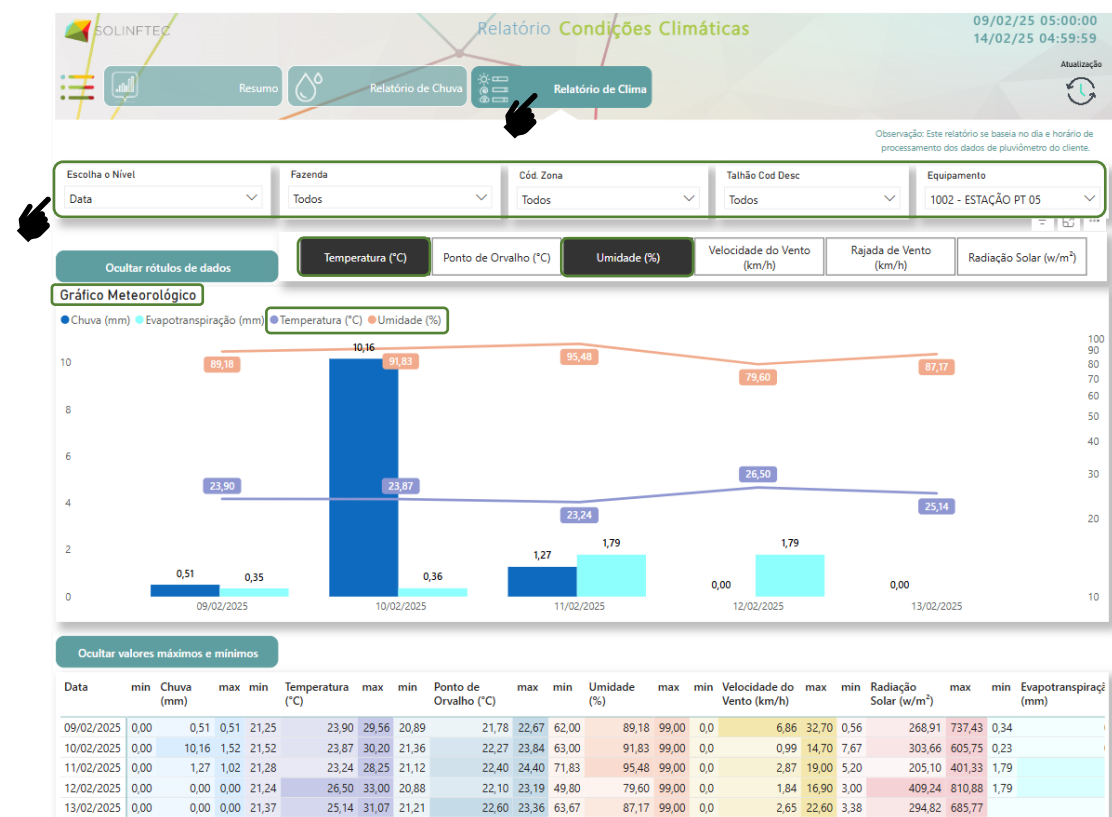 SOLINFTEC
Relatório Condições Climáticas
09/02/25 05:00:00
14/02/25 04:59:59
Resumo
Relatório de Chuva
Relatório de Clima
Atualização
Observação: Este relatório se baseia no dia e horário de
processamento dos dados de pluviômetro do cliente.
Escolha o Nível Fazenda Cód. Zona Talhão Cod Desc Equipamento
Data Todos Todos Todos 1002 - ESTAÇÃO PT 05
Ocultar rótulos de dados
Temperatura (°C)
Ponto de Orvalho (°C)
Umidade (%)
Velocidade do Vento
(km/h)
Rajada de Vento
(km/h)
Radiação Solar (w/m²)
Gráfico Meteorológico
Chuva (mm) Evapotranspiração (mm) Temperatura (°C) Umidade (%)
10
8
6
4
2
0
100
90
80
70
60
50
40
30
20
10
89,18 91,83 95,48 79,60 87,17
23,90 23,87 23,24 26,50 25,14
0,51 0,35 10,16 0,36 1,27 1,79 0,00 1,79 0,00
09/02/2025 10/02/2025 11/02/2025 12/02/2025 13/02/2025
Ocultar valores máximos e mínimos
Data min Chuva max min Temperatura max min Ponto de max min Umidade max min Velocidade do max min Radiação max min Evapotranspiraçã
(mm) (°C) Orvalho (°C) (%) Vento (km/h) Solar (w/m²) (mm)
09/02/2025 0,00 0,51 0,51 21,25 23,90 29,56 20,89 21,78 22,67 62,00 89,18 99,00 0,0 6,86 32,70 0,56 268,91 737,43 0,34
10/02/2025 0,00 10,16 1,52 21,52 23,87 30,20 21,36 22,27 23,84 63,00 91,83 99,00 0,0 0,99 14,70 7,67 303,66 605,75 0,23
11/02/2025 0,00 1,27 1,02 21,28 23,24 28,25 21,12 22,40 24,40 71,83 95,48 99,00 0,0 2,87 19,00 5,20 205,10 401,33 1,79
12/02/2025 0,00 0,00 0,00 21,24 26,50 33,00 20,88 22,10 23,19 49,80 79,60 99,00 0,0 1,84 16,90 3,00 409,24 810,88 1,79
13/02/2025 0,00 0,00 0,00 21,37 25,14 31,07 21,21 22,60 23,36 63,67 87,17 99,00 0,0 2,65 22,60 3,38 294,82 685,77